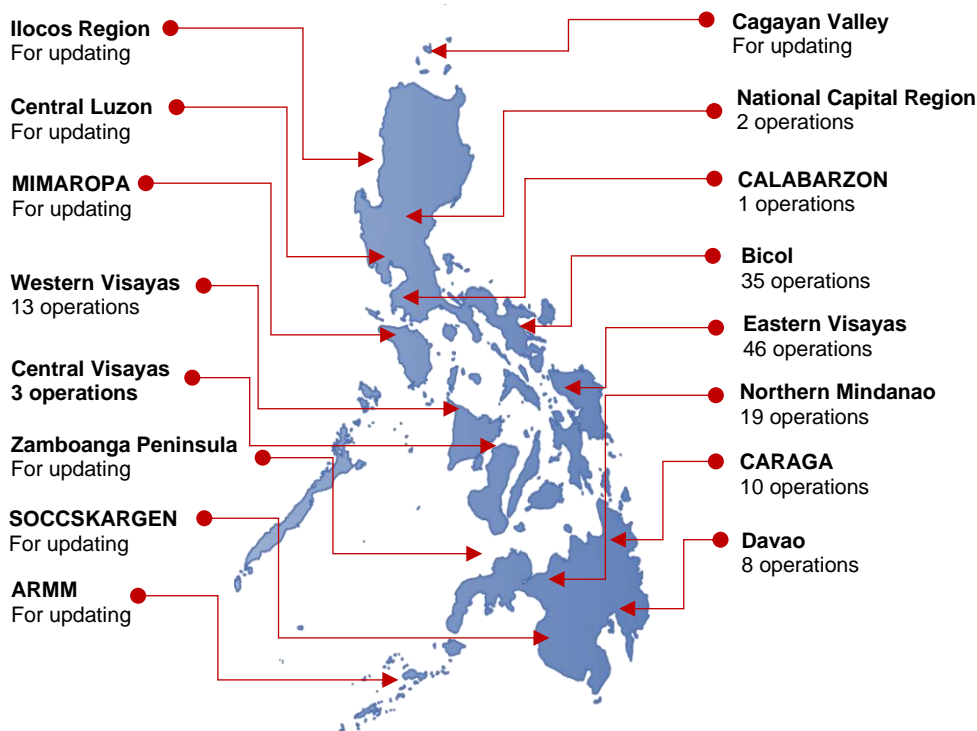 Ilocos Region
For updating
Central Luzon
For updating
MIMAROPA
For updating
Western Visayas
13 operations
Central Visayas
3 operations
Zamboanga Peninsula
For updating
SOCCSKARGEN
For updating
ARMM
For updating
Cagayan Valley
For updating
National Capital Region
2 operations
CALABARZON
1 operations
Bicol
35 operations
Eastern Visayas
46 operations
Northern Mindanao
19 operations
CARAGA
10 operations
Davao
8 operations